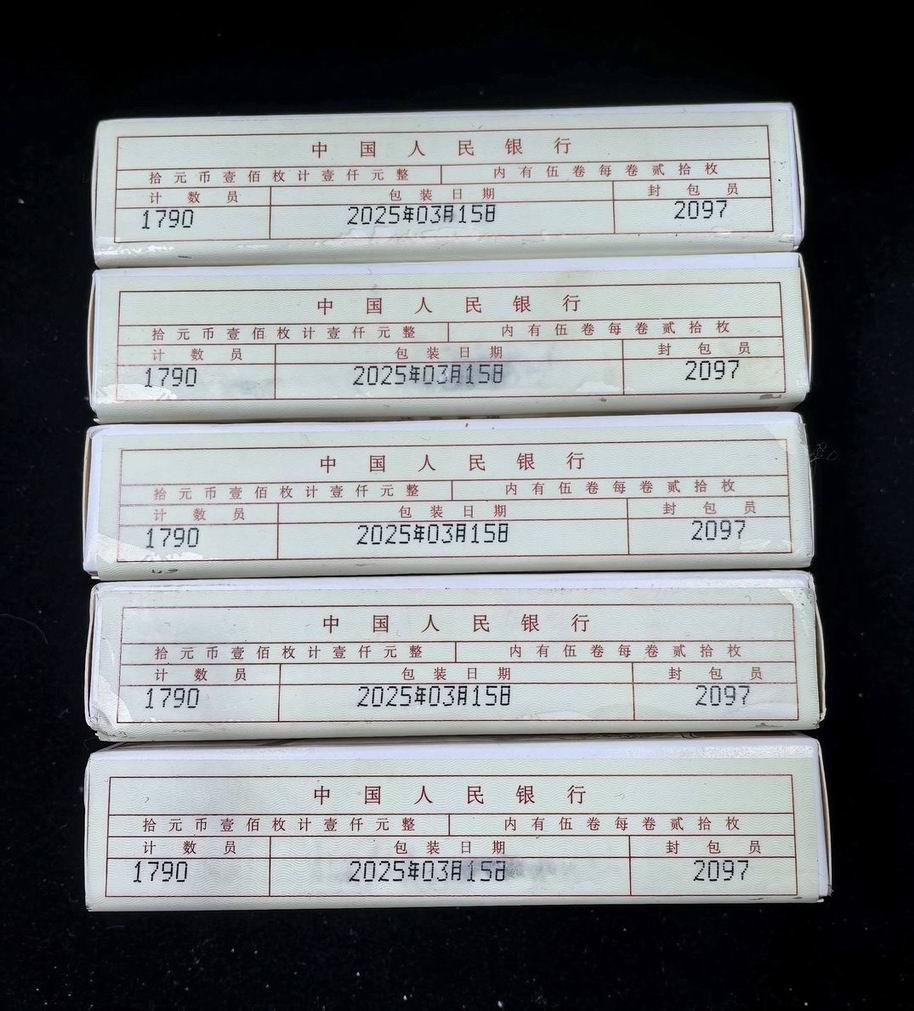 中国人民银行
拾元币壹佰枚计壹仟元整 内有伍卷每卷贰拾枚
计数员 包装日期 封包员
1790 2025年03月15日 2097
中国人民银行
拾元币壹佰枚计壹仟元整 内有伍卷每卷贰拾枚
计数员 包装日期 封包员
1790 2025年03月15日 2097
中国人民银行
拾元币壹佰枚计壹仟元整 内有伍卷每卷贰拾枚
计数员 包装日期 封包员
1790 2025年03月15日 2097
中国人民银行
拾元币壹佰枚计壹仟元整 内有伍卷每卷贰拾枚
计数员 包装日期 封包员
1790 2025年03月15日 2097
中国人民银行
拾元币壹佰枚计壹仟元整 内有伍卷每卷贰拾枚
计数员 包装日期 封包员
1790 2025年03月15日 2097